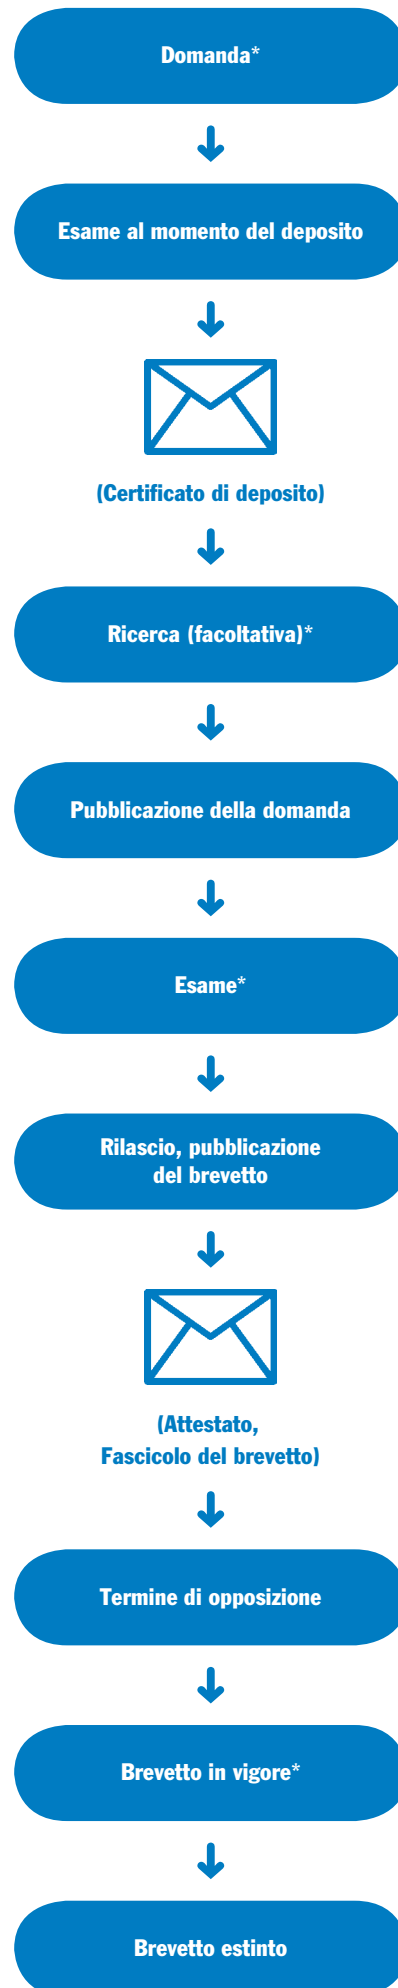 Domanda*
Esame al momento del deposito
(Certificato di deposito)
Ricerca (facoltativa)*
Pubblicazione della domanda
Esame*
Rilascio, pubblicazione
del brevetto
(Attestato,
Fascicolo del brevetto)
Termine di opposizione
Brevetto in vigore*
Brevetto estinto